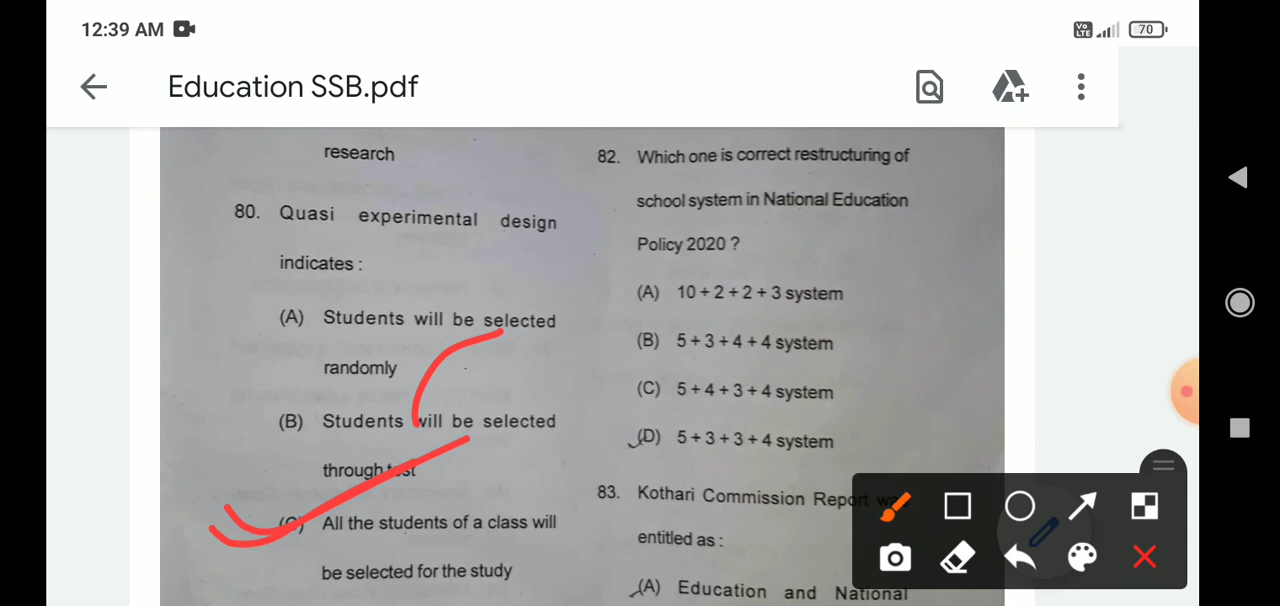 12:39 AM
Vo LTE
70
Education SSB.pdf
research
80. Quasi experimental design
indicates :
(A) Students will be selected
randomly
(B) Students will be selected
through test
(C) All the students of a class will
be selected for the study
82. Which one is correct restructuring of
school system in National Education
Policy 2020 ?
(A) 10 + 2 + 2 + 3 system
(B) 5 + 3 + 4 + 4 system
(C) 5 + 4 + 3 + 4 system
(D) 5 + 3 + 3 + 4 system
83. Kothari Commission Report was
entitled as :
(A) Education and National